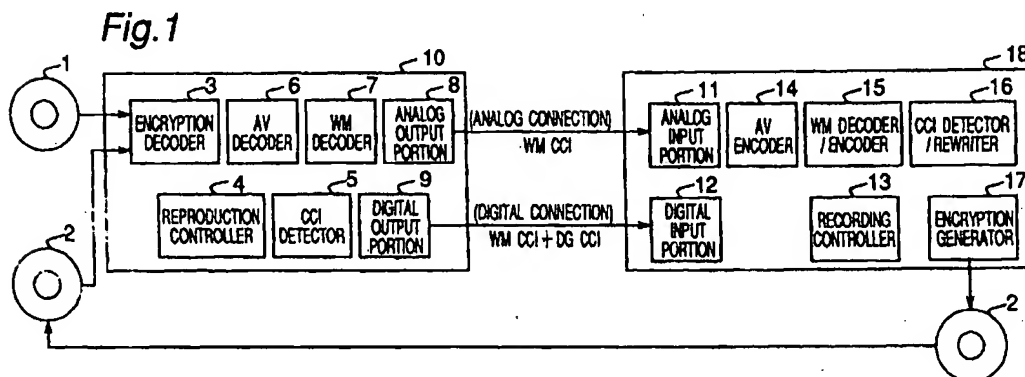 Fig.1
1
10
18
3
6
7
8
ENCRYPTION
DECODER
AV
DECODER
WM
DECODER
ANALOG
OUTPUT
PORTION
(ANALOG CONNECTION)
WM CCI
11
14
15
16
ANALOG
INPUT
PORTION
AV
ENCODER
WM DECODER
/ENCODER
CCI DETECTOR
/REWRITER
4
5
9
REPRODUCTION
CONTROLLER
CCI
DETECTOR
DIGITAL
OUTPUT
PORTION
(DIGITAL CONNECTION)
WM CCI + DG CCI
12
13
17
DIGITAL
INPUT
PORTION
RECORDING
CONTROLLER
ENCRYPTION
GENERATOR
2
2